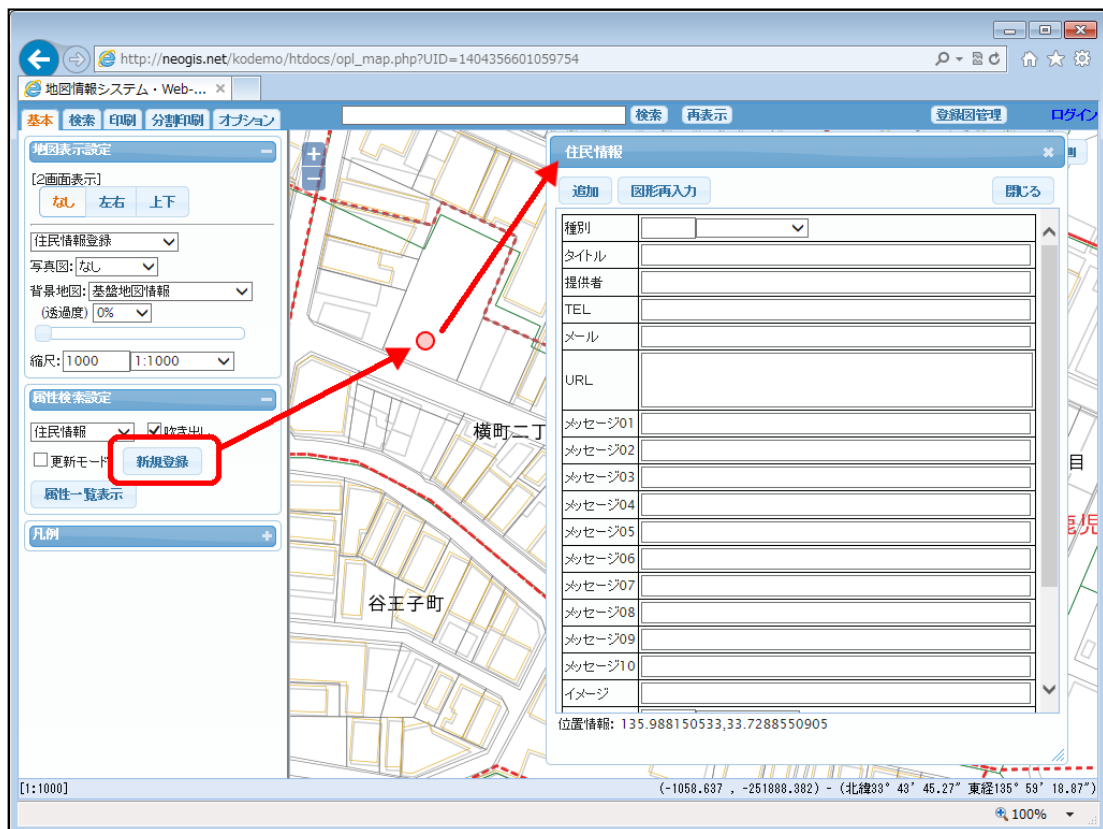 http://neogis.net/kodemo/htdocs/opl_map.php?UID=1404356601059754
地図情報システム・Web-...
基本 検索 印刷 分割印刷 オプション 検索 再表示 登録図管理 ログイン
地図表示設定
[2画面表示]
なし 左右 上下
住民情報登録
写真図: なし
背景地図: 基盤地図情報
(透過度) 0%
縮尺: 1000 1:1000
属性検索設定
住民情報 吹き出し
更新モード 新規登録
属性一覧表示
凡例
横町二丁
目
谷王子町
鹿児
住民情報
追加 図形再入力 閉じる
種別
タイトル
提供者
TEL
メール
URL
メッセージ01
メッセージ02
メッセージ03
メッセージ04
メッセージ05
メッセージ06
メッセージ07
メッセージ08
メッセージ09
メッセージ10
イメージ
位置情報: 135.988150533,33.7288550905
[1:1000] (-1058.637 , -251888.382) - (北緯33° 43' 45.27" 東経135° 59' 18.87")
100%